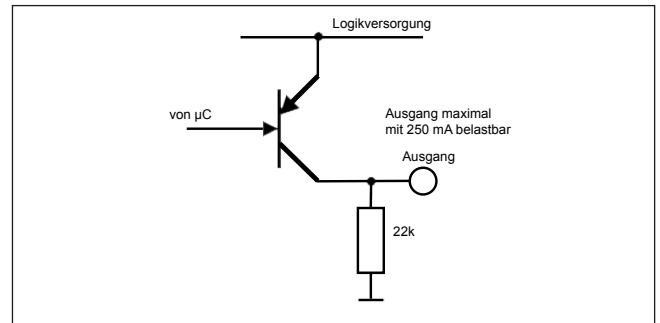 Logikversorgung
von µC
Ausgang maximal
mit 250 mA belastbar
Ausgang
22k